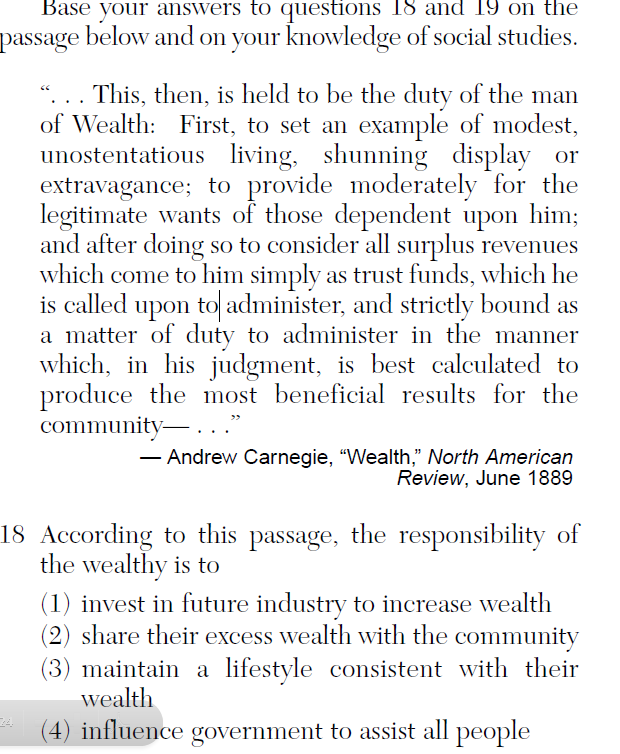 Base your answers to questions 18 and 19 on the
passage below and on your knowledge of social studies.
“. . . This, then, is held to be the duty of the man
of Wealth: First, to set an example of modest,
unostentatious living, shunning display or
extravagance; to provide moderately for the
legitimate wants of those dependent upon him;
and after doing so to consider all surplus revenues
which come to him simply as trust funds, which he
is called upon to administer, and strictly bound as
a matter of duty to administer in the manner
which, in his judgment, is best calculated to
produce the most beneficial results for the
community— . . .”
— Andrew Carnegie, “Wealth,” North American
Review, June 1889
18 According to this passage, the responsibility of
the wealthy is to
(1) invest in future industry to increase wealth
(2) share their excess wealth with the community
(3) maintain a lifestyle consistent with their
wealth
(4) influence government to assist all people